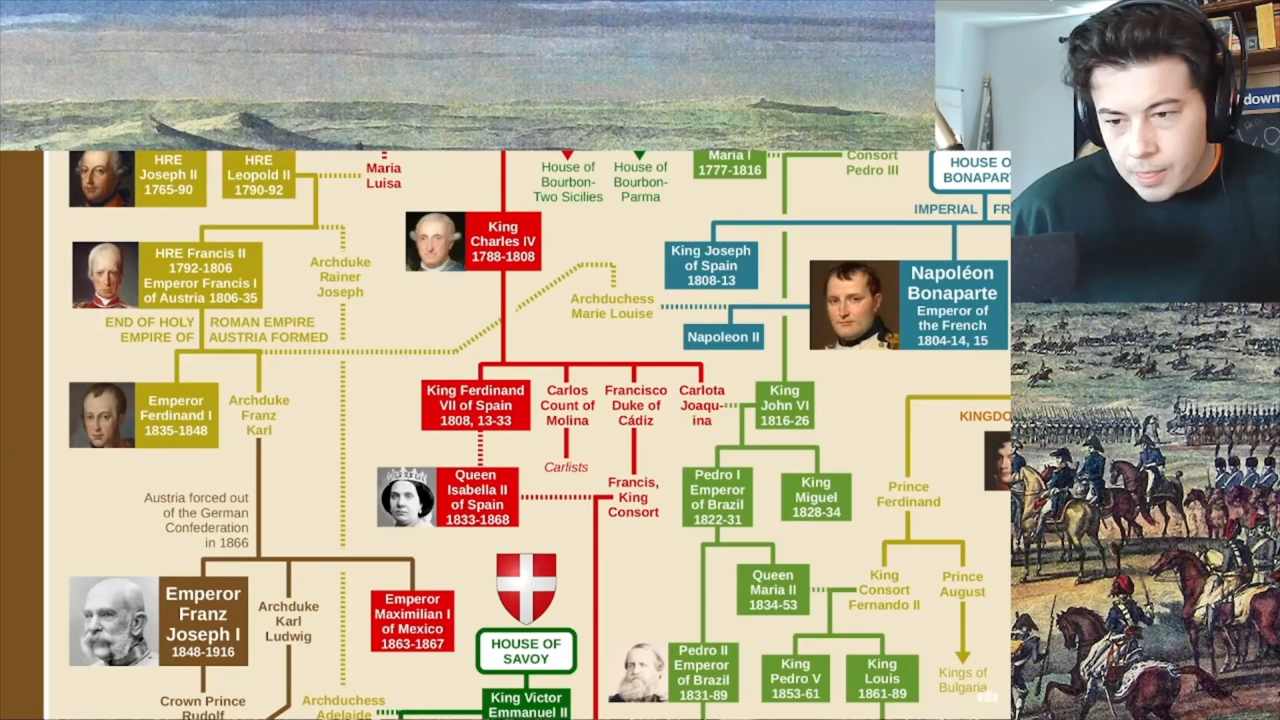 HRE
Joseph II
1765-90
HRE
Leopold II
1790-92
Maria
Luisa
House of
Bourbon-
Two Sicilies
House of
Bourbon-
Parma
Maria I
1777-1816
Consort
Pedro III
HOUSE O
BONAPAR
IMPERIAL FR
down
King
Charles IV
1788-1808
King Joseph
of Spain
1808-13
HRE Francis II
1792-1806
Emperor Francis I
of Austria 1806-35
Archduke
Rainer
Joseph
Archduchess
Marie Louise
Napoléon
Bonaparte
Emperor of
the French
1804-14, 15
Napoleon II
END OF HOLY ROMAN EMPIRE
EMPIRE OF AUSTRIA FORMED
Emperor
Ferdinand I
1835-1848
Archduke
Franz
Karl
King Ferdinand
VII of Spain
1808, 13-33
Carlos
Count of
Molina
Francisco
Duke of
Cádiz
Carlota
Joaqu-
ina
King
John VI
1816-26
KINGDO
Carlists
Queen
Isabella II
of Spain
1833-1868
Francis,
King
Consort
Pedro I
Emperor
of Brazil
1822-31
King
Miguel
1828-34
Prince
Ferdinand
Austria forced out
of the German
Confederation
in 1866
Emperor
Franz
Joseph I
1848-1916
Archduke
Karl
Ludwig
Emperor
Maximilian I
of Mexico
1863-1867
HOUSE OF
SAVOY
Queen
Maria II
1834-53
King
Consort
Fernando II
Prince
August
Pedro II
Emperor
of Brazil
1831-89
King
Pedro V
1853-61
King
Louis
1861-89
Kings of
Bulgaria
Crown Prince
Rudolf
Archduchess
Adelaide
King Victor
Emmanuel II